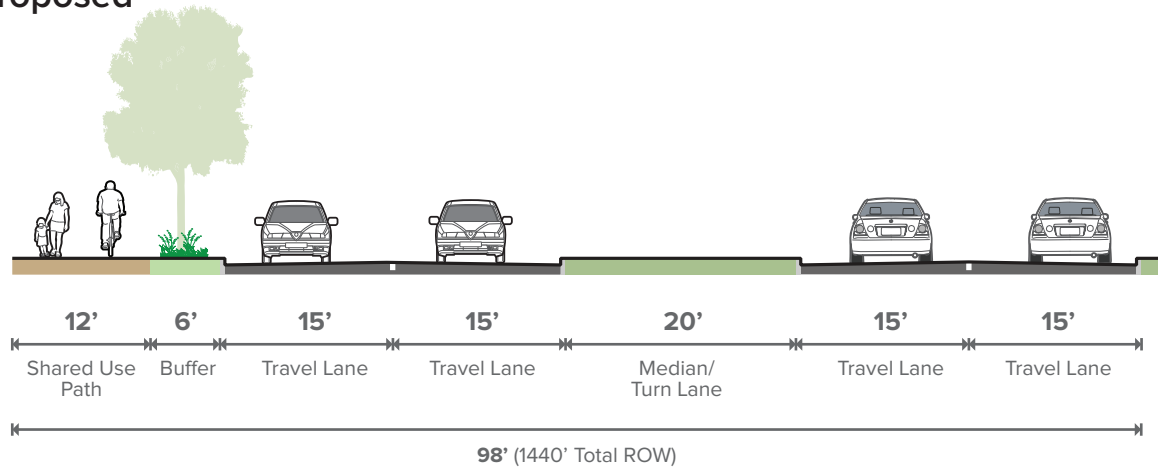 roposed
12’ 6’ 15’ 15’ 20’ 15’ 15’
Shared Use Path
Buffer
Travel Lane
Travel Lane
Median/
Turn Lane
Travel Lane
Travel Lane
98’ (1440’ Total ROW)